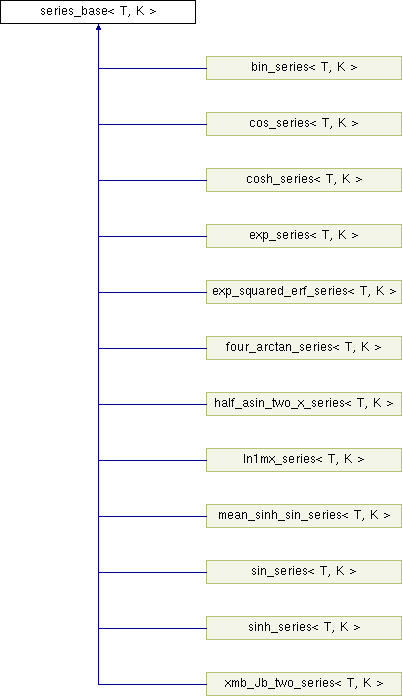 series_base< T, K >
bin_series< T, K >
cos_series< T, K >
cosh_series< T, K >
exp_series< T, K >
exp_squared_erf_series< T, K >
four_arctan_series< T, K >
half_asin_two_x_series< T, K >
ln1mx_series< T, K >
mean_sinh_sin_series< T, K >
sin_series< T, K >
sinh_series< T, K >
xmb_Jb_two_series< T, K >